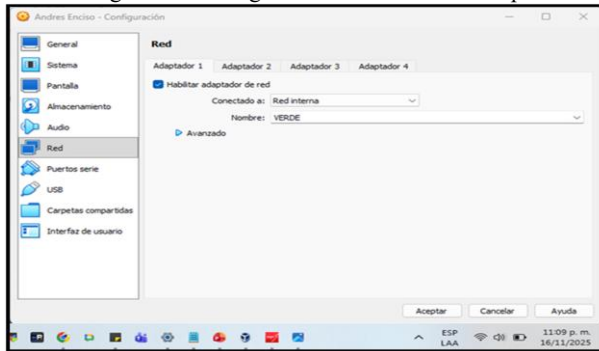 Andres Enciso - Configuración
General
Sistema
Pantalla
Almacenamiento
Audio
Red
Puertos serie
USB
Carpetas compartidas
Interfaz de usuario
Red
Adaptador 1 Adaptador 2 Adaptador 3 Adaptador 4
Habilitar adaptador de red
Conectado a: Red interna
Nombre: VERDE
Avanzado
Aceptar Cancelar Ayuda
ESP
LAA
11:09 p. m.
16/11/2025